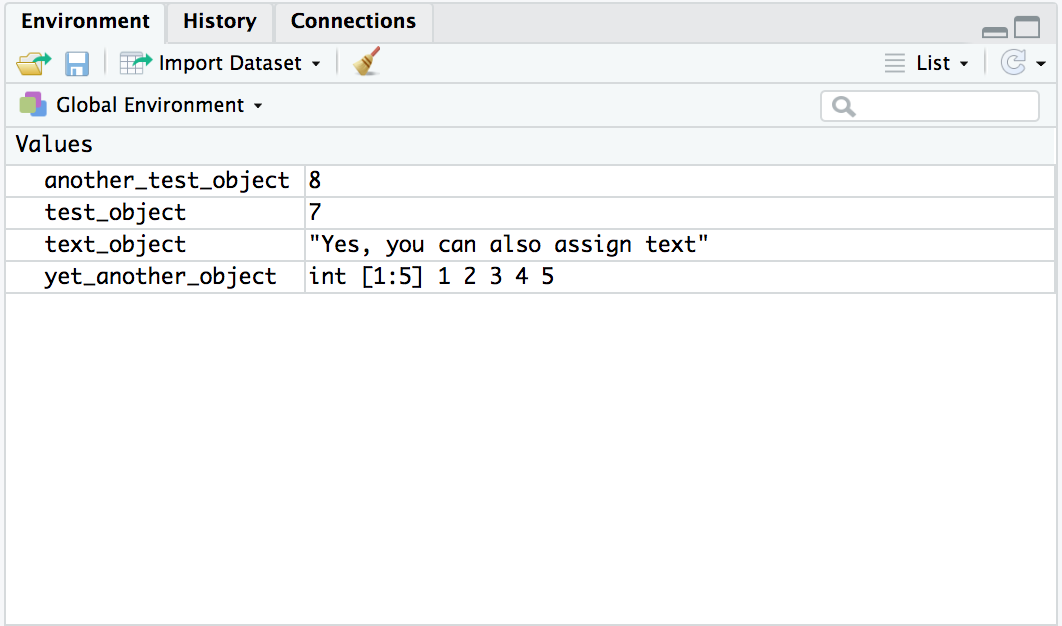 Environment History Connections
Import Dataset List
Global Environment
Values
another_test_object 8
test_object 7
text_object "Yes, you can also assign text"
yet_another_object int [1:5] 1 2 3 4 5